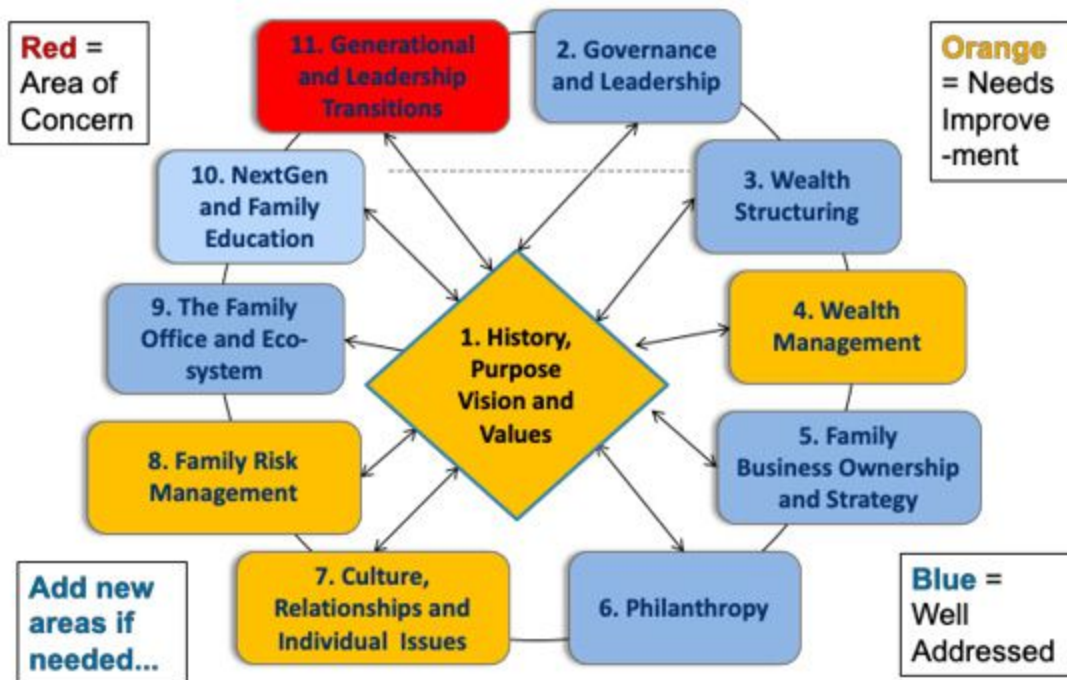 Red =
Area of
Concern
11. Generational
and Leadership
Transitions
2. Governance
and Leadership
Orange
= Needs
Improve
-ment
10. NextGen
and Family
Education
3. Wealth
Structuring
9. The Family
Office and Eco-
system
1. History,
Purpose
Vision and
Values
4. Wealth
Management
8. Family Risk
Management
5. Family
Business Ownership
and Strategy
Add new
areas if
needed...
7. Culture,
Relationships and
Individual Issues
6. Philanthropy
Blue =
Well
Addressed